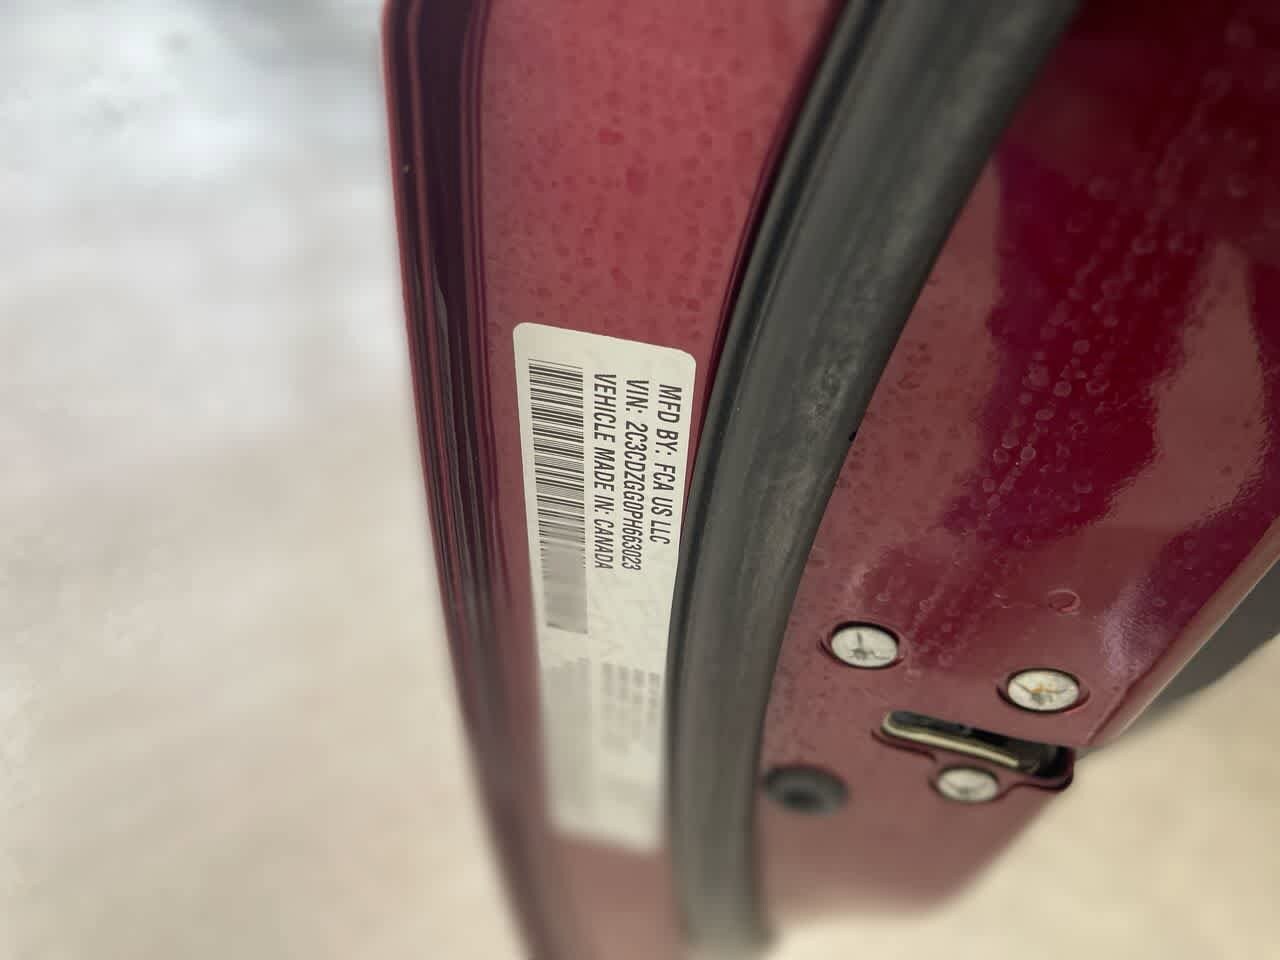 MFD BY: FCA US LLC
VIN: 2C3CDZGG0PH663023
VEHICLE MADE IN: CANADA